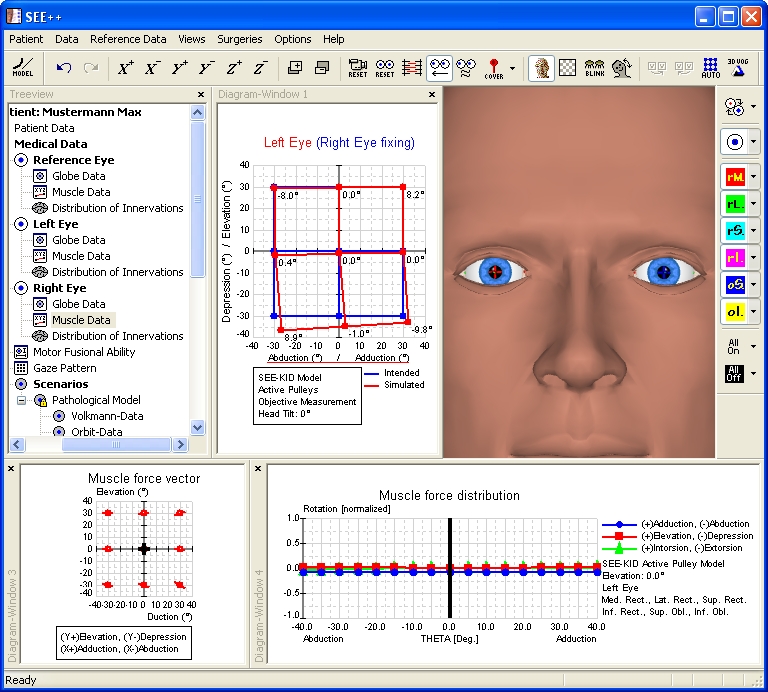 SEE++
Patient Data Reference Data Views Surgeries Options Help
MODEL X+ X- Y+ Y- Z+ Z- RESET RESET COVER BLINK AUTO 3D VOG
Treeview
tient: Mustermann Max
Patient Data
Medical Data
Reference Eye
Globe Data
Muscle Data
Distribution of Innervations
Left Eye
Globe Data
Muscle Data
Distribution of Innervations
Right Eye
Globe Data
Muscle Data
Distribution of Innervations
Motor Fusional Ability
Gaze Pattern
Scenarios
Pathological Model
Volkmann-Data
Orbit-Data
Diagram-Window 1
Left Eye (Right Eye fixing)
Depression (°) / Elevation (°)
40
30
20
10
0
-10
-20
-30
-40
-8.0° 0.0° 8.2°
0.4° 0.0° 0.0°
8.9° -1.0° -9.8°
-40 -30 -20 -10 0 10 20 30 40
Abduction (°) / Adduction (°)
SEE-KID Model
Active Pulleys
Objective Measurement
Head Tilt: 0°
Intended
Simulated
rM.
rL.
rS.
rI.
oS.
oI.
All On
All Off
Diagram-Window 3
Muscle force vector
Elevation (°)
40
30
20
10
0
-10
-20
-30
-40
-40-30-20-10 0 10 20 30 40
Duction (°)
(Y+)Elevation, (Y-)Depression
(X+)Adduction, (X-)Abduction
Diagram-Window 4
Muscle force distribution
Rotation [normalized]
1.0
0.5
0.0
-0.5
-1.0
-40.0 -30.0 -20.0 -10.0 0.0 10.0 20.0 30.0 40.0
Abduction THETA [Deg.] Adduction
(+)Adduction, (-)Abduction
(+)Elevation, (-)Depression
(+)Intorsion, (-)Extorsion
SEE-KID Active Pulley Model
Elevation: 0.0°
Left Eye
Med. Rect., Lat. Rect., Sup. Rect.
Inf. Rect., Sup. Obl., Inf. Obl.
Ready